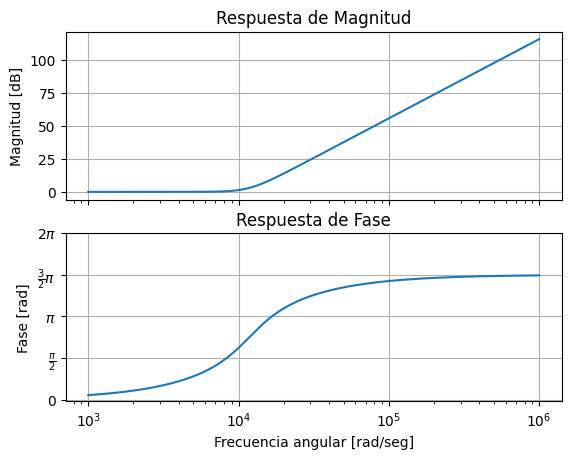 Respuesta de Magnitud
Magnitud [dB]
100
75
50
25
0
Respuesta de Fase
Fase [rad]
2π
3/2 π
π
π/2
0
10³ 10⁴ 10⁵ 10⁶
Frecuencia angular [rad/seg]